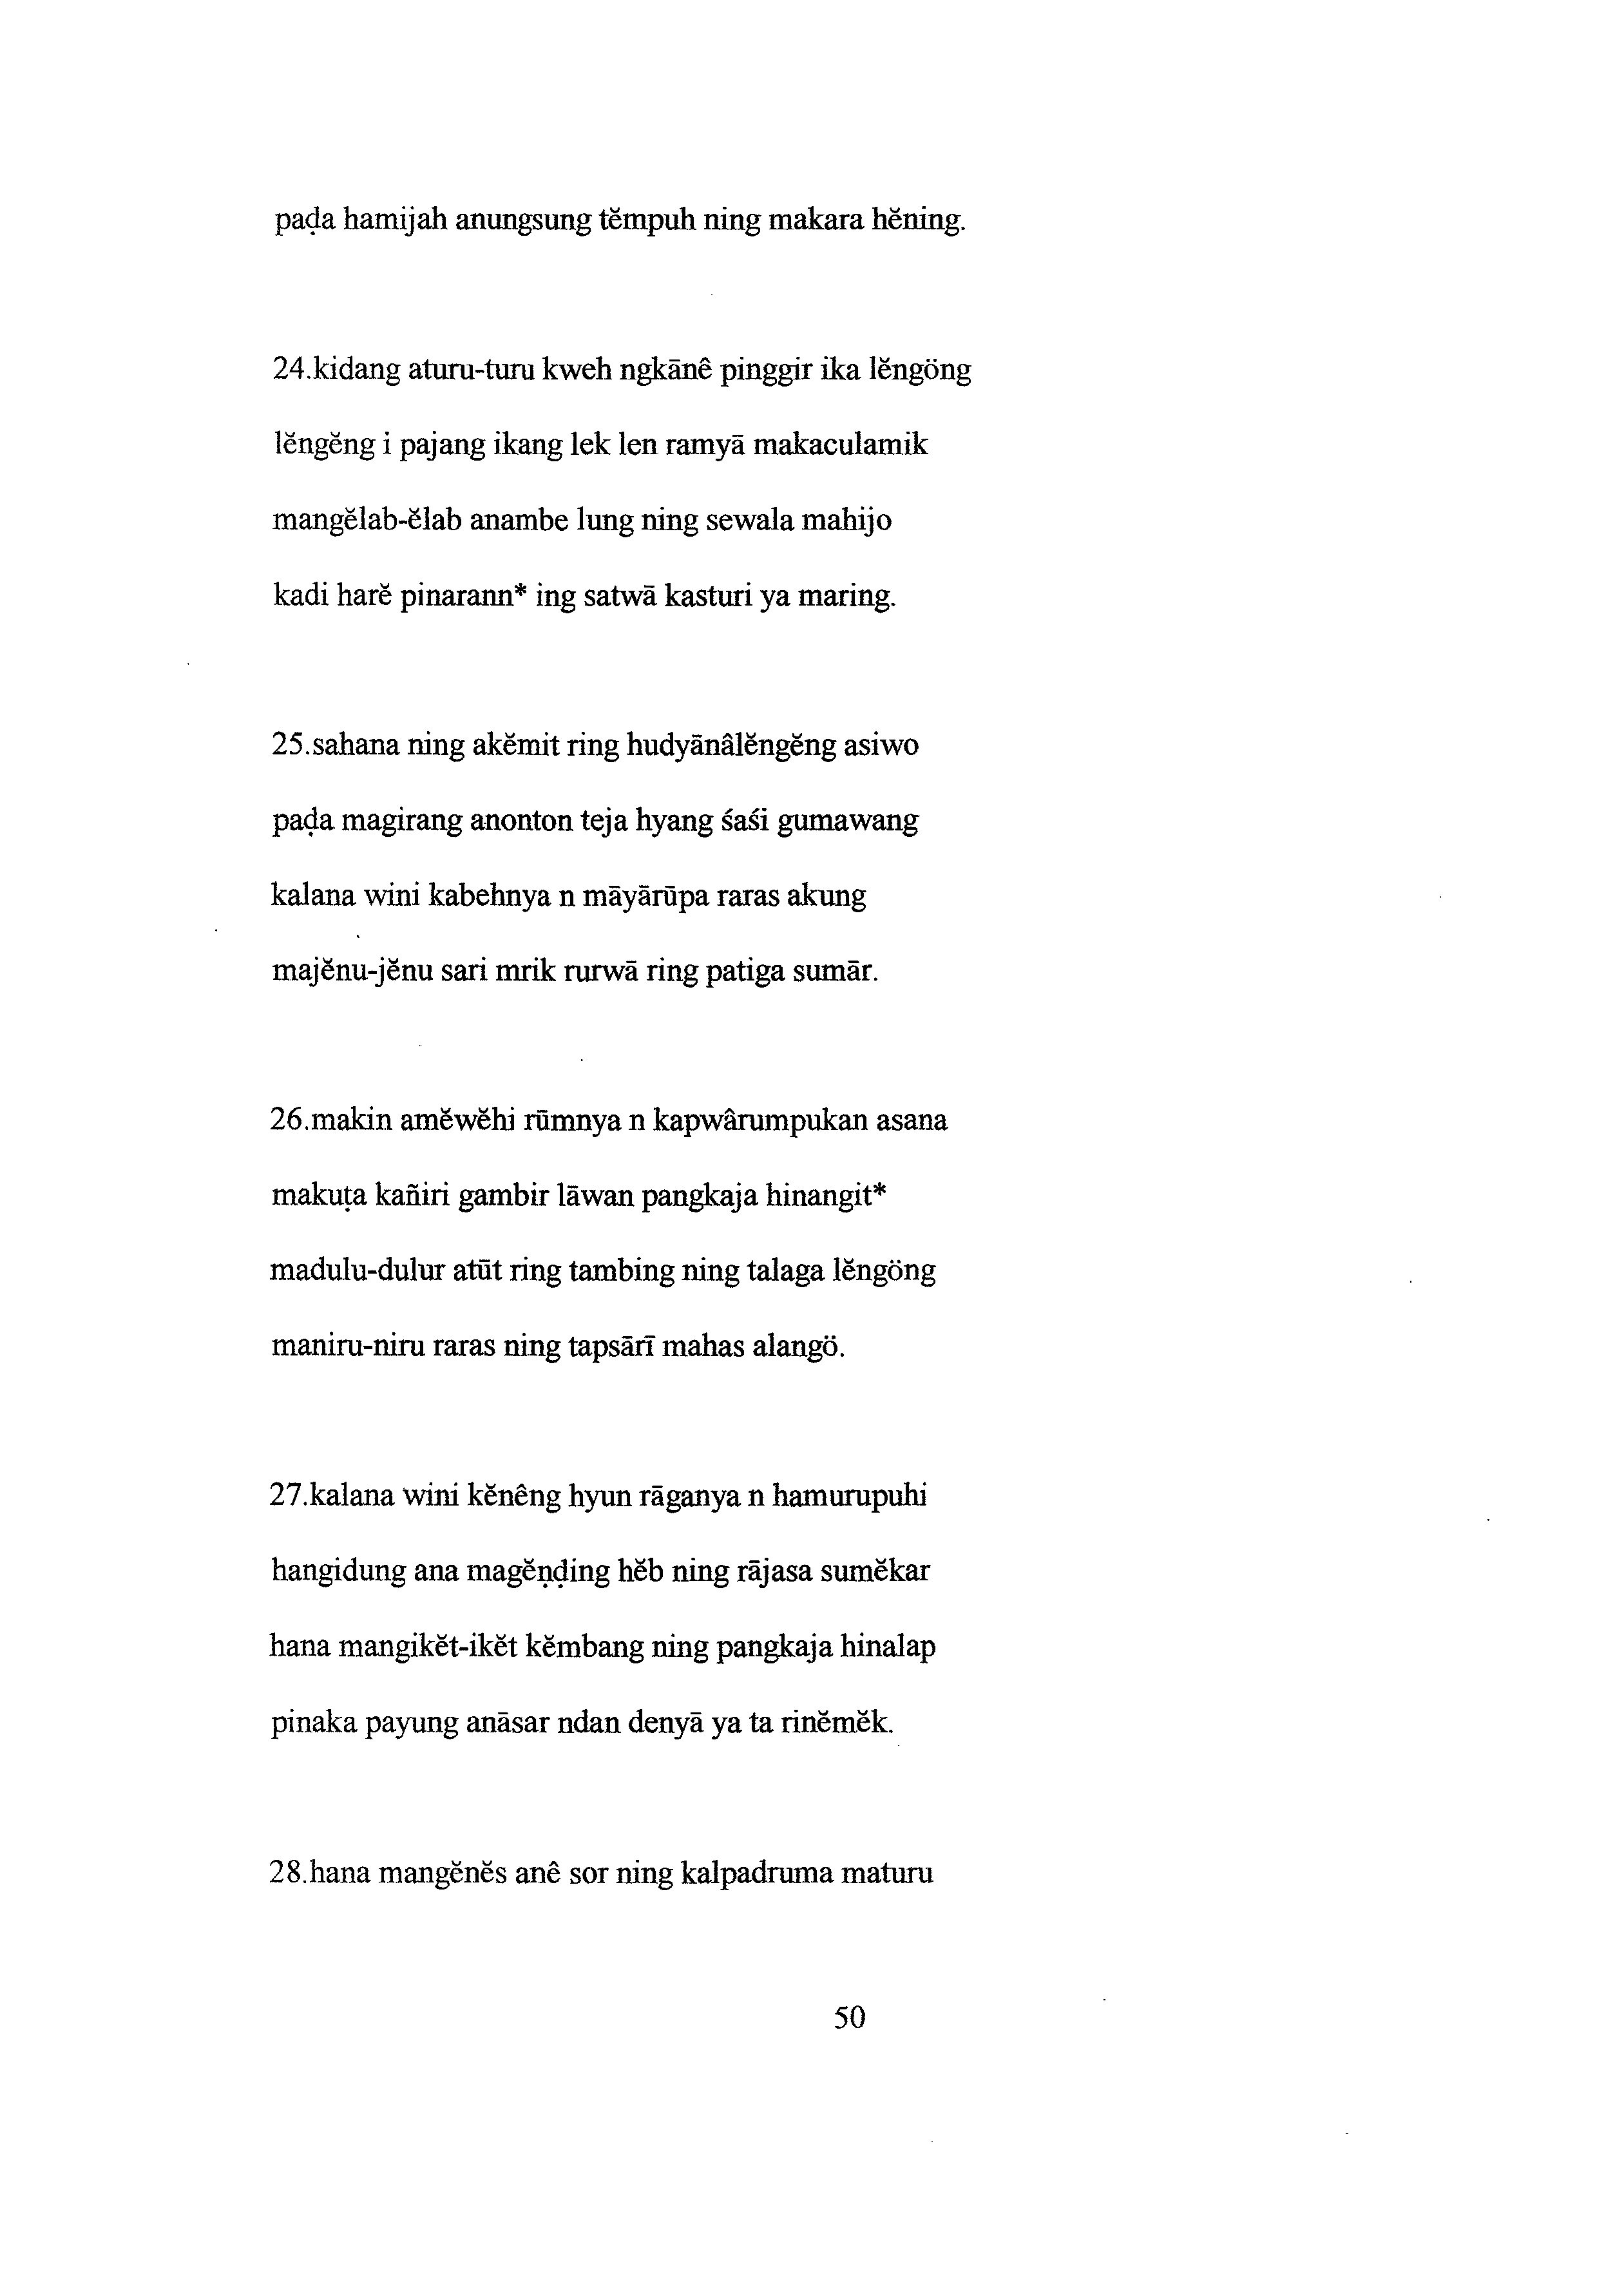 paḍa hamijah anungsung tĕmpuh ning makara hĕning.
24.kidang aturu-turu kweh ngkānê pinggir ika lĕngöng
lĕngĕng i pajang ikang lek len ramyā makaculamik
mangĕlab-ĕlab anambe lung ning sewala mahijo
kadi harĕ pinarann* ing satwā kasturi ya maring.
25.sahana ning akĕmit ring hudyānâlĕngĕng asiwo
paḍa magirang anonton teja hyang śaśi gumawang
kalana wini kabehnya n māyārūpa raras akung
majĕnu-jĕnu sari mrik rurwā ring patiga sumār.
26.makin amĕwĕhi rūmnya n kapwârumpukan asana
makuṭa kañiri gambir lāwan pangkaja hinangit*
madulu-dulur atūt ring tambing ning talaga lĕngöng
maniru-niru raras ning tapsārī mahas alangö.
27.kalana wini kĕnêng hyun rāganya n hamurupuhi
hangidung ana magĕṇḍing hĕb ning rājasa sumĕkar
hana mangikĕt-ikĕt kĕmbang ning pangkaja hinalap
pinaka payung anāsar ndan denyā ya ta rinĕmĕk.
28.hana mangĕnĕs anê sor ning kalpadruma maturu
50